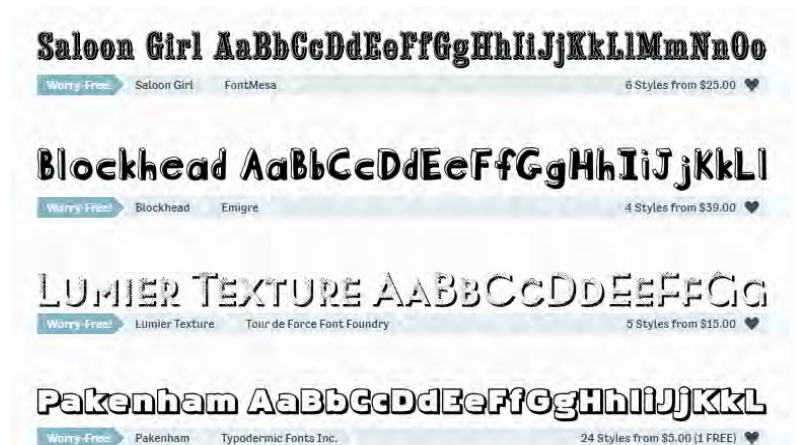 Saloon Girl AaBbCcDdEeFfGgHhIiJjKkLlMmNnOo
Worry-Free! Saloon Girl FontMesa 6 Styles from $25.00
Blockhead AaBbCcDdEeFfGgHhIiJjKkLl
Worry-Free! Blockhead Emigre 4 Styles from $39.00
LUMIER TEXTURE AABBCCDDEEFFGG
Worry-Free! Lumier Texture Tour de Force Font Foundry 5 Styles from $15.00
Pakenham AaBbCcDdEeFfGgHhIiJjKkL
Worry-Free! Pakenham Typodermic Fonts Inc. 24 Styles from $5.00 (1 FREE)